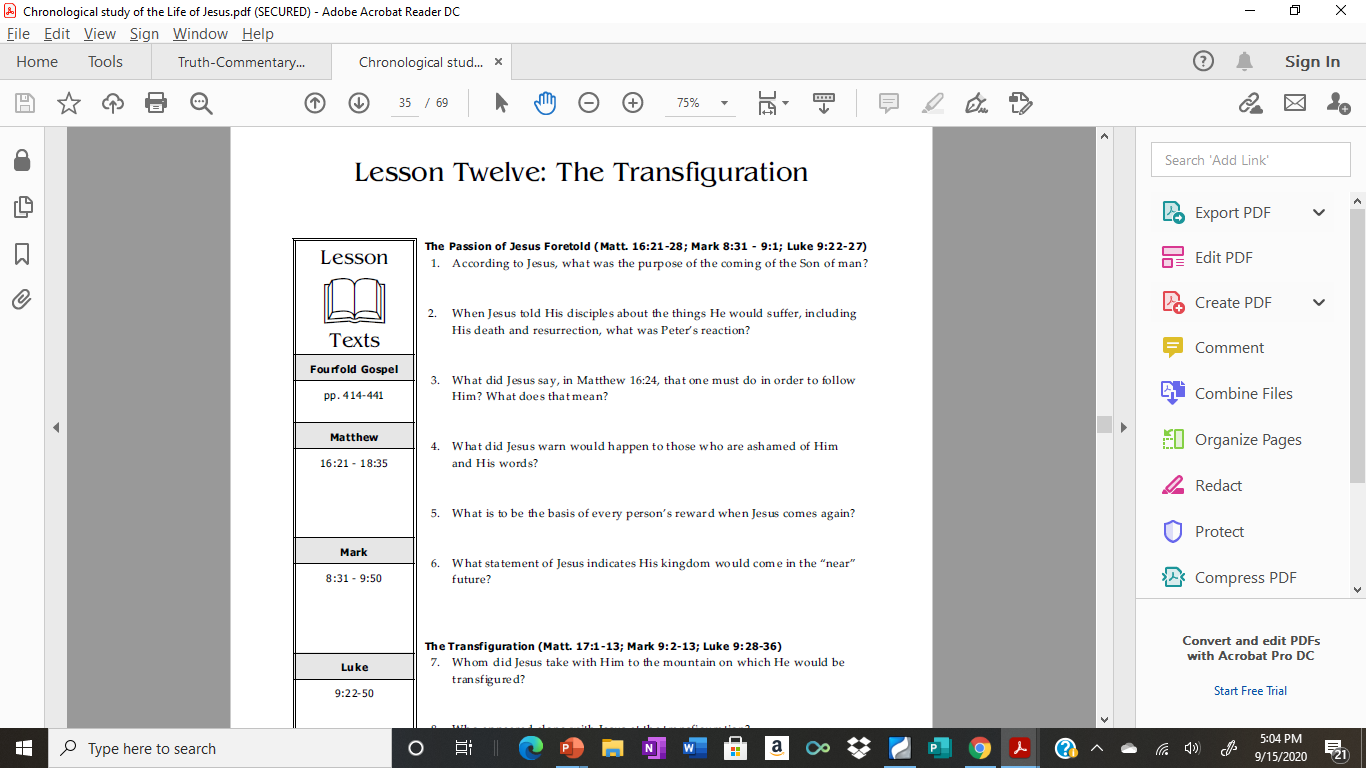 Chronological study of the Life of Jesus.pdf (SECURED) - Adobe Acrobat Reader DC
File Edit View Sign Window Help
Home Tools Truth-Commentary... Chronological stud... × Sign In
35 / 69 75%
Lesson Twelve: The Transfiguration
Lesson
Texts
Fourfold Gospel
pp. 414-441
Matthew
16:21 - 18:35
Mark
8:31 - 9:50
Luke
9:22-50
The Passion of Jesus Foretold (Matt. 16:21-28; Mark 8:31 - 9:1; Luke 9:22-27)
1. According to Jesus, what was the purpose of the coming of the Son of man?
2. When Jesus told His disciples about the things He would suffer, including
His death and resurrection, what was Peter's reaction?
3. What did Jesus say, in Matthew 16:24, that one must do in order to follow
Him? What does that mean?
4. What did Jesus warn would happen to those who are ashamed of Him
and His words?
5. What is to be the basis of every person's reward when Jesus comes again?
6. What statement of Jesus indicates His kingdom would come in the “near”
future?
The Transfiguration (Matt. 17:1-13; Mark 9:2-13; Luke 9:28-36)
7. Whom did Jesus take with Him to the mountain on which He would be
transfigured?
Search 'Add Link'
Export PDF
Edit PDF
Create PDF
Comment
Combine Files
Organize Pages
Redact
Protect
Compress PDF
Convert and edit PDFs
with Acrobat Pro DC
Start Free Trial
Type here to search
5:04 PM
9/15/2020
21